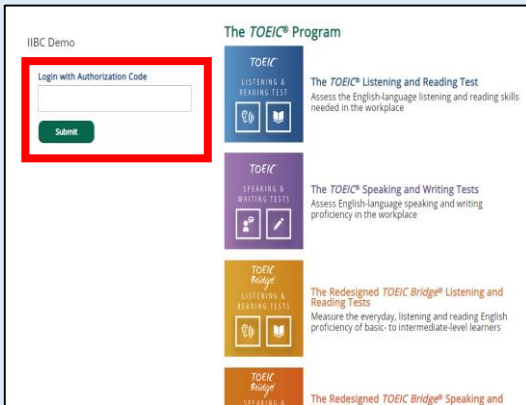 IIBC Demo
Login with Authorization Code
Submit
The TOEIC® Program
TOEIC
LISTENING &
READING TEST
The TOEIC® Listening and Reading Test
Assess the English-language listening and reading skills
needed in the workplace
TOEIC
SPEAKING &
WRITING TESTS
The TOEIC® Speaking and Writing Tests
Assess English-language speaking and writing
proficiency in the workplace
TOEIC
Bridge
LISTENING &
READING TESTS
The Redesigned TOEIC Bridge® Listening and
Reading Tests
Measure the everyday, listening and reading English
proficiency of basic- to intermediate-level learners
TOEIC
Bridge
SPEAKING &
The Redesigned TOEIC Bridge® Speaking and